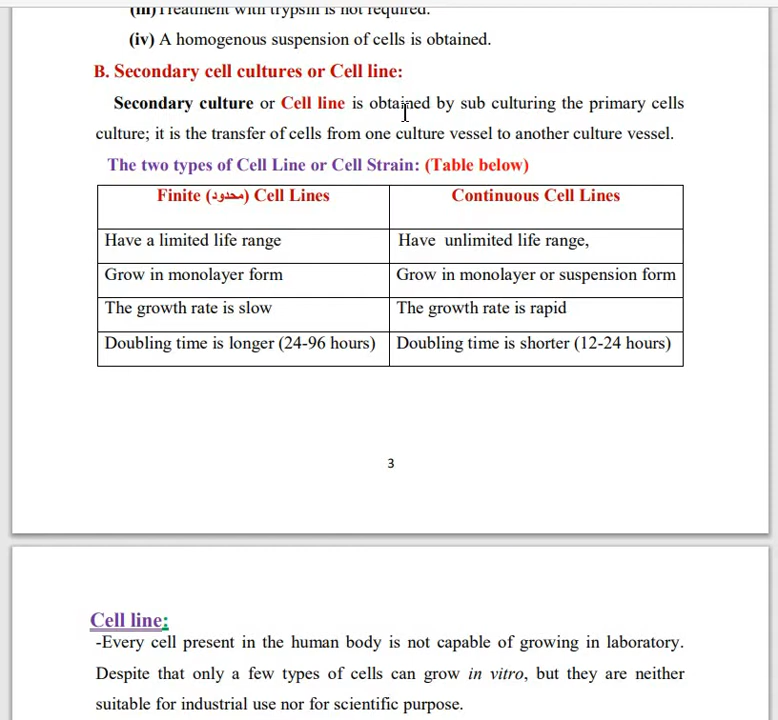 (iii) Treatment with trypsin is not required.
(iv) A homogenous suspension of cells is obtained.
B. Secondary cell cultures or Cell line:
Secondary culture or Cell line is obtained by sub culturing the primary cells
culture; it is the transfer of cells from one culture vessel to another culture vessel.
The two types of Cell Line or Cell Strain: (Table below)
Finite (محدود) Cell Lines
Continuous Cell Lines
Have a limited life range
Have unlimited life range,
Grow in monolayer form
Grow in monolayer or suspension form
The growth rate is slow
The growth rate is rapid
Doubling time is longer (24-96 hours)
Doubling time is shorter (12-24 hours)
3
Cell line:
-Every cell present in the human body is not capable of growing in laboratory.
Despite that only a few types of cells can grow in vitro, but they are neither
suitable for industrial use nor for scientific purpose.